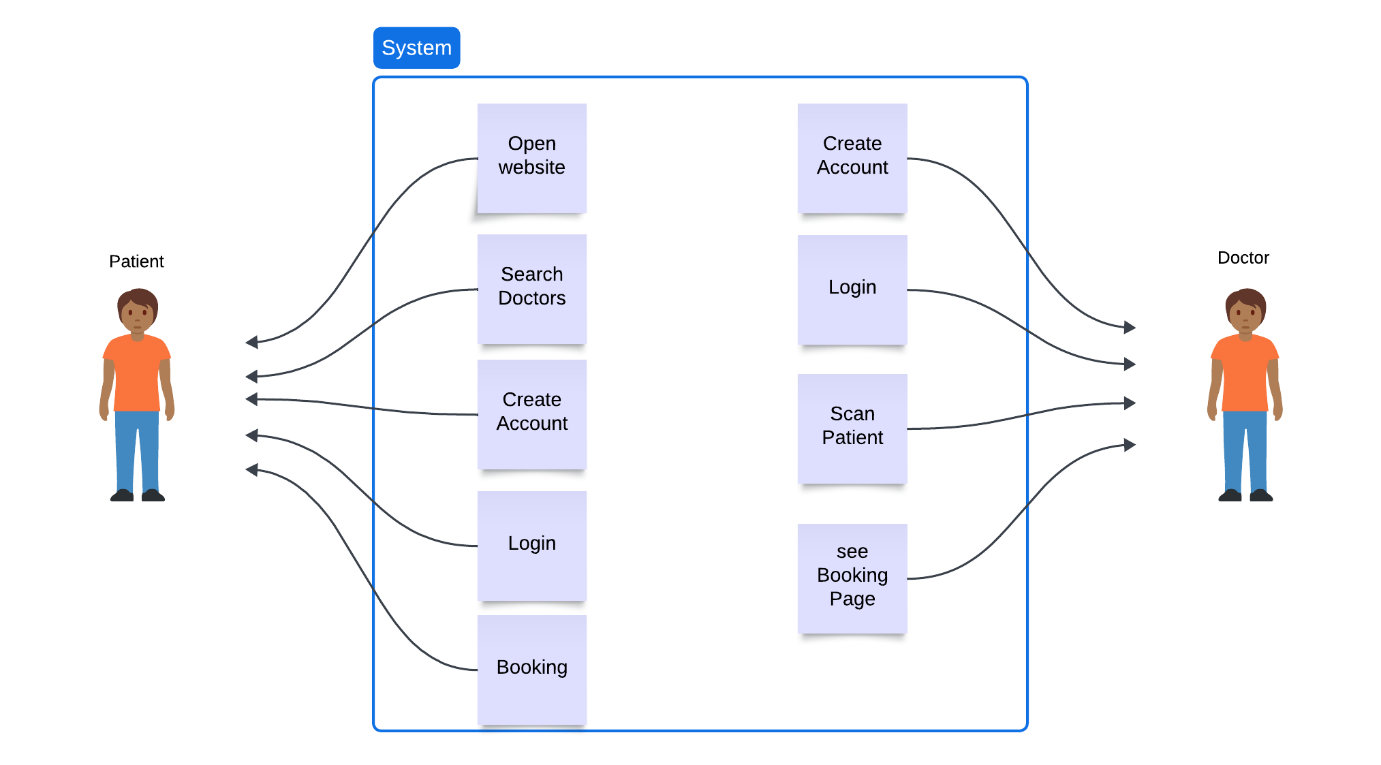 System
Open
website
Search
Doctors
Create
Account
Login
Booking
Create
Account
Login
Scan
Patient
see
Booking
Page
Patient
Doctor